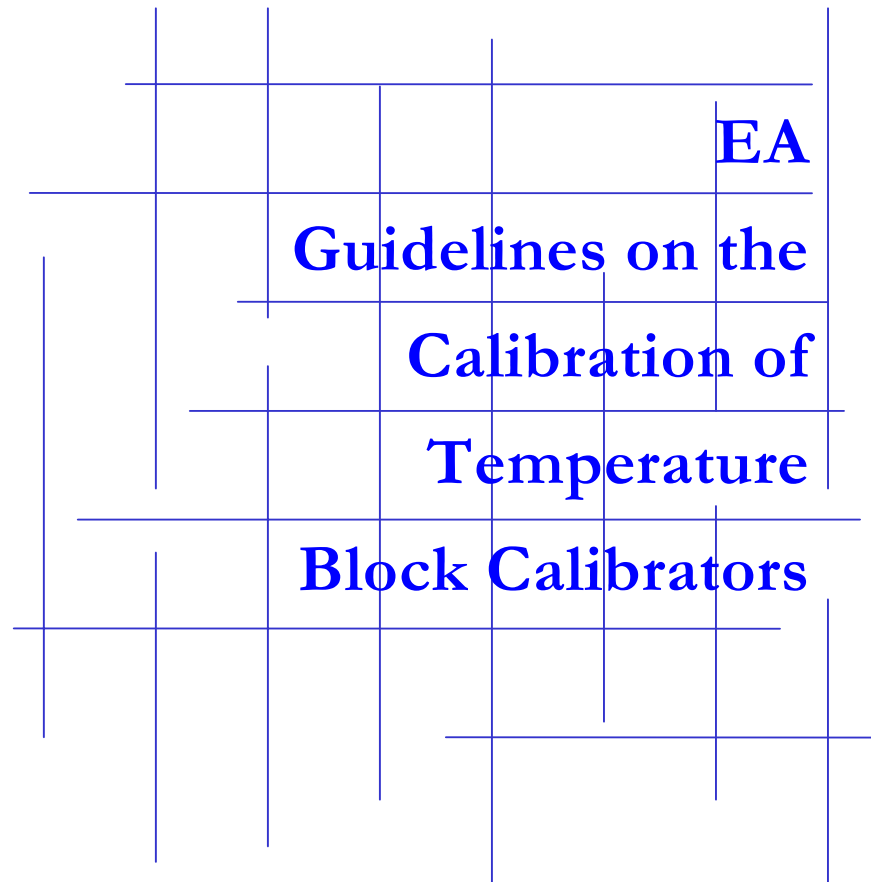 EA
Guidelines on the
Calibration of
Temperature
Block Calibrators